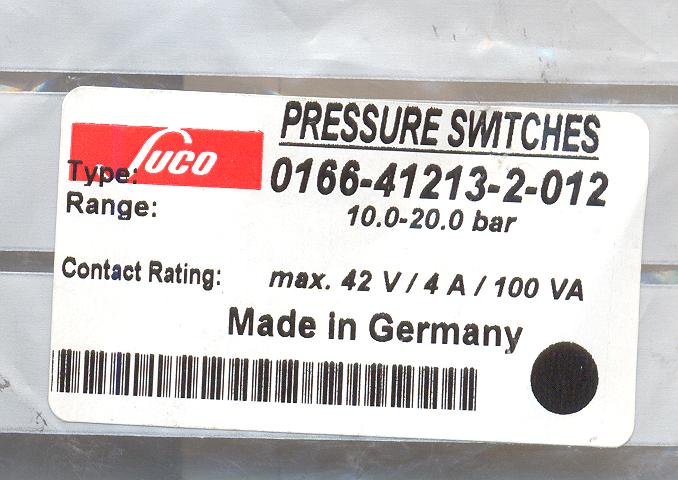 PRESSURE SWITCHES
SUCO
Type: 0166-41213-2-012
Range: 10.0-20.0 bar
Contact Rating: max. 42 V / 4 A / 100 VA
Made in Germany